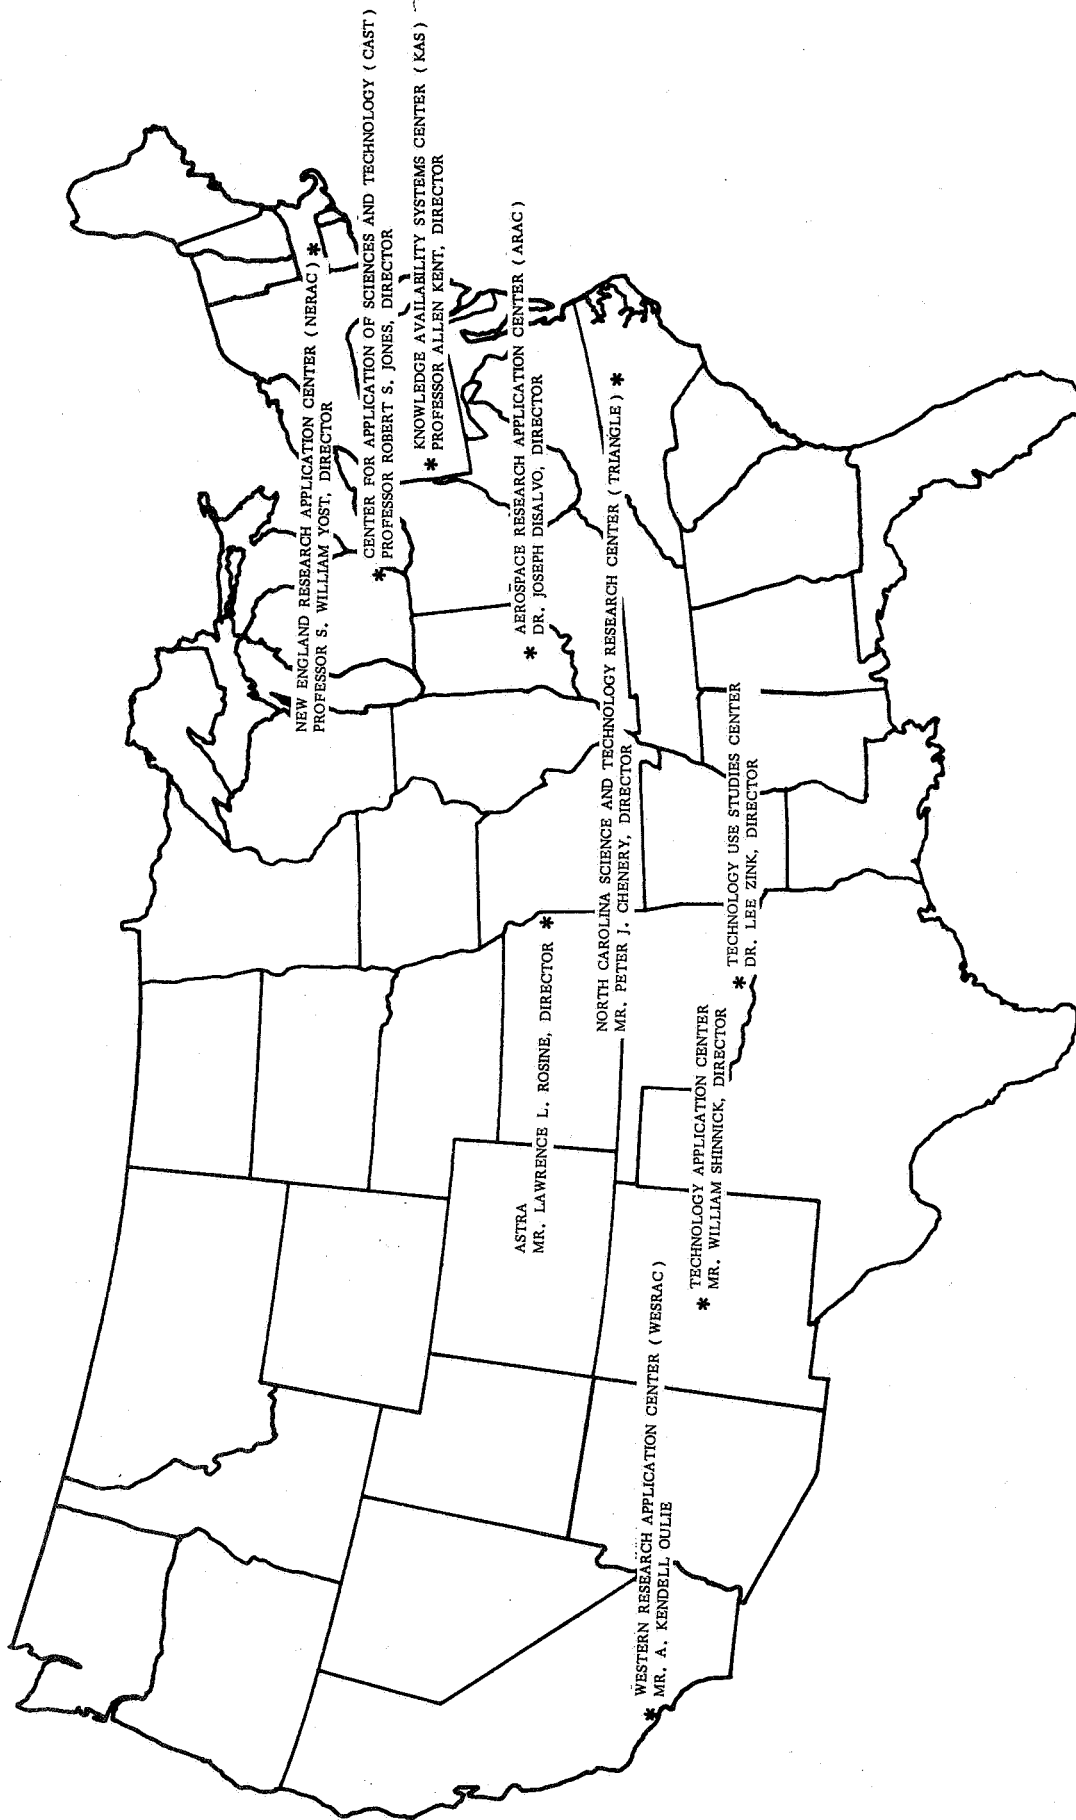 NEW ENGLAND RESEARCH APPLICATION CENTER ( NERAC ) *
PROFESSOR S. WILLIAM YOST, DIRECTOR
CENTER FOR APPLICATION OF SCIENCES AND TECHNOLOGY ( CAST )
* PROFESSOR ROBERT S. JONES, DIRECTOR
KNOWLEDGE AVAILABILITY SYSTEMS CENTER ( KAS )
* PROFESSOR ALLEN KENT, DIRECTOR
AEROSPACE RESEARCH APPLICATION CENTER ( ARAC )
* DR. JOSEPH DISALVO, DIRECTOR
ASTRA
MR. LAWRENCE L. ROSINE, DIRECTOR *
NORTH CAROLINA SCIENCE AND TECHNOLOGY RESEARCH CENTER ( TRIANGLE ) *
MR. PETER J. CHENERY, DIRECTOR
WESTERN RESEARCH APPLICATION CENTER ( WESRAC )
* MR. A. KENDELL OULIE
TECHNOLOGY APPLICATION CENTER
* MR. WILLIAM SHINNICK, DIRECTOR
TECHNOLOGY USE STUDIES CENTER
* DR. LEE ZINK, DIRECTOR